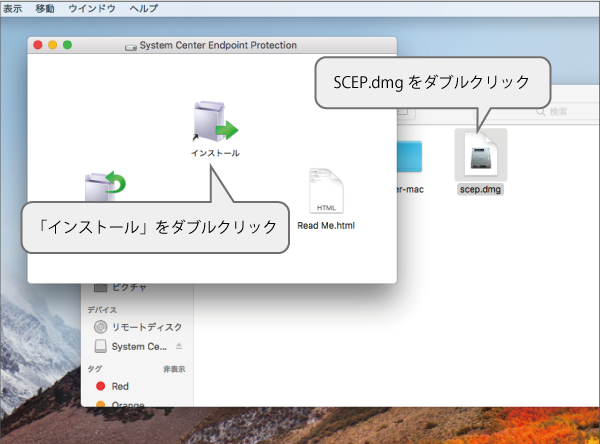 表示 移動 ウインドウ ヘルプ
System Center Endpoint Protection
SCEP.dmg をダブルクリック
検索
インストール
er-mac
scep.dmg
「インストール」をダブルクリック
HTML
Read Me.html
ピクチャ
デバイス
リモートディスク
System Ce...
タグ 非表示
Red
Orange